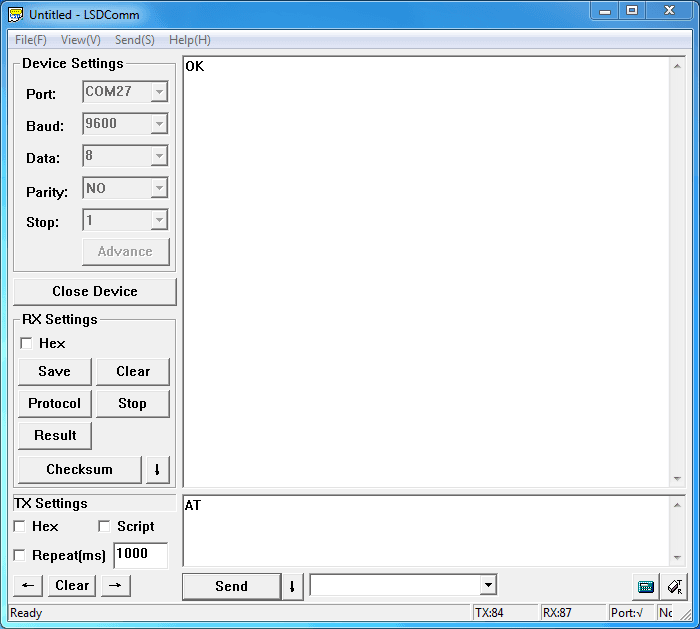 Untitled - LSDComm
File(F) View(V) Send(S) Help(H)
Device Settings
Port: COM27
Baud: 9600
Data: 8
Parity: NO
Stop: 1
Advance
Close Device
RX Settings
Hex
Save Clear
Protocol Stop
Result
Checksum ↓
OK
TX Settings
Hex Script
Repeat(ms) 1000
← Clear →
AT
Send ↓
Ready TX:84 RX:87 Port:√ Nc